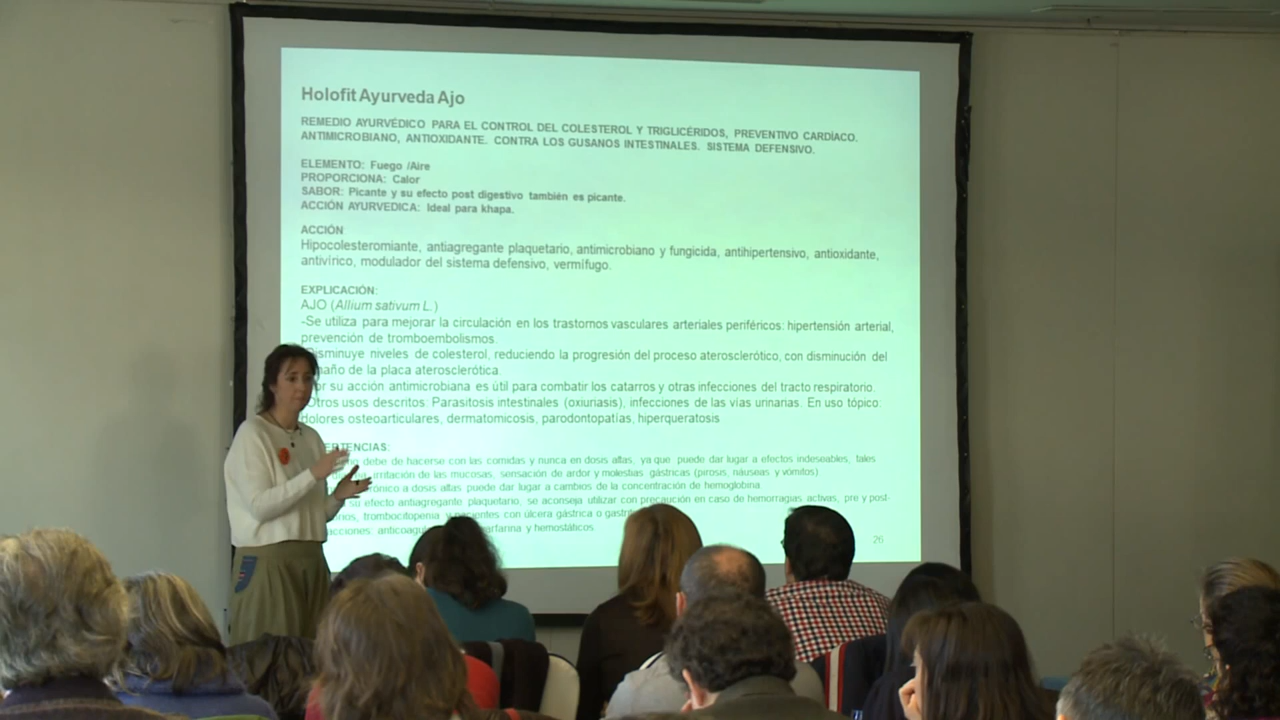 Holofit Ayurveda Ajo
REMEDIO AYURVÉDICO PARA EL CONTROL DEL COLESTEROL Y TRIGLICÉRIDOS, PREVENTIVO CARDÍACO.
ANTIMICROBIANO, ANTIOXIDANTE. CONTRA LOS GUSANOS INTESTINALES. SISTEMA DEFENSIVO.
ELEMENTO: Fuego /Aire
PROPORCIONA: Calor
SABOR: Picante y su efecto post digestivo también es picante.
ACCIÓN AYURVEDICA: Ideal para khapa.
ACCIÓN
Hipocolesteromiante, antiagregante plaquetario, antimicrobiano y fungicida, antihipertensivo, antioxidante,
antivírico, modulador del sistema defensivo, vermífugo.
EXPLICACIÓN:
AJO (Allium sativum L.)
-Se utiliza para mejorar la circulación en los trastornos vasculares arteriales periféricos: hipertensión arterial,
prevención de tromboembolismos.
isminuye niveles de colesterol, reduciendo la progresión del proceso aterosclerótico, con disminución del
maño de la placa aterosclerótica.
or su acción antimicrobiana es útil para combatir los catarros y otras infecciones del tracto respiratorio.
Otros usos descritos: Parasitosis intestinales (oxiuriasis), infecciones de las vías urinarias. En uso tópico:
dolores osteoarticulares, dermatomicosis, parodontopatías, hiperqueratosis
ERTENCIAS:
debe de hacerse con las comidas y nunca en dosis altas, ya que puede dar lugar a efectos indeseables, tales
irritación de las mucosas, sensación de ardor y molestias gástricas (pirosis, náuseas y vómitos).
rónico a dosis altas puede dar lugar a cambios de la concentración de hemoglobina
su efecto antiagregante plaquetario, se aconseja utilizar con precaución en caso de hemorragias activas, pre y post-
orios, trombocitopenia y pacientes con úlcera gástrica o gastri
acciones: anticoagu arfarina y hemostáticos
26